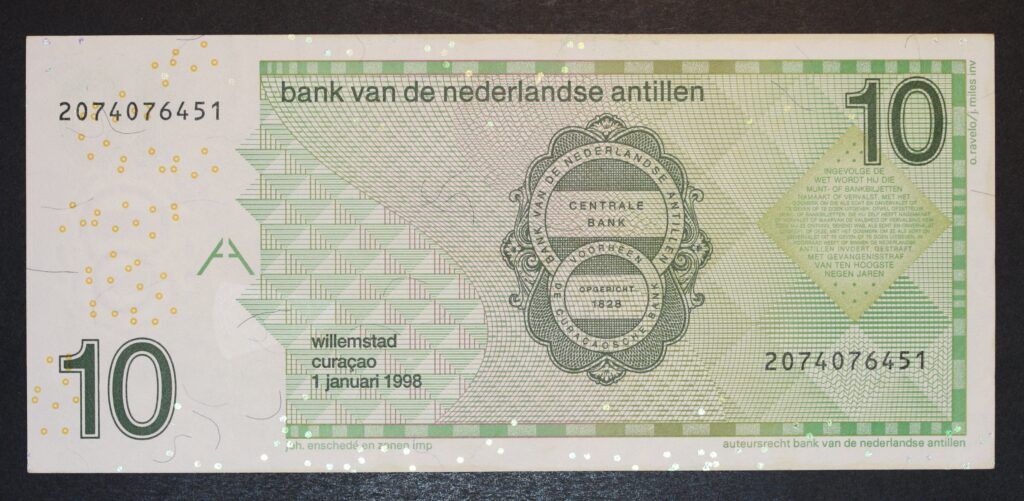 2074076451
bank van de nederlandse antillen
10
o. ravelo/j miles inv
BANK VAN DE NEDERLANDSE ANTILLEN
CENTRALE
BANK
VOORHEEN
OPGERICHT
1828
DE CURAÇAOSCHE BANK
INGEVOLGE DE
WET WORDT HIJ DIE
MUNT- OF BANKBILJETTEN
NAMAAKT OF VERVALST, MET HET
ANTILLEN INVOERT GESTRAFT
MET GEVANGENISSTRAF
VAN TEN HOOGSTE
NEGEN JAREN
willemstad
curaçao
1 januari 1998
2074076451
10
joh. enschedé en zonen imp
auteursrecht bank van de nederlandse antillen